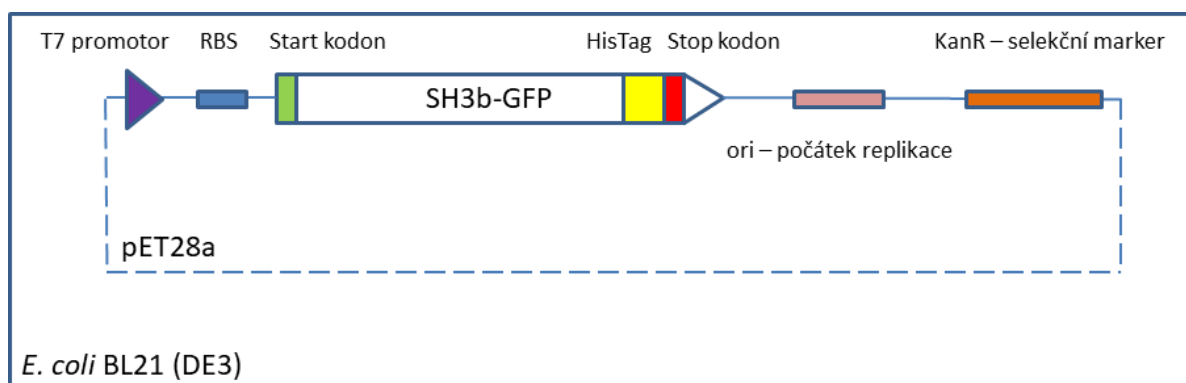 T7 promotor RBS Start kodon HisTag Stop kodon KanR – selekční marker
SH3b-GFP
ori – počátek replikace
pET28a
E. coli BL21 (DE3)